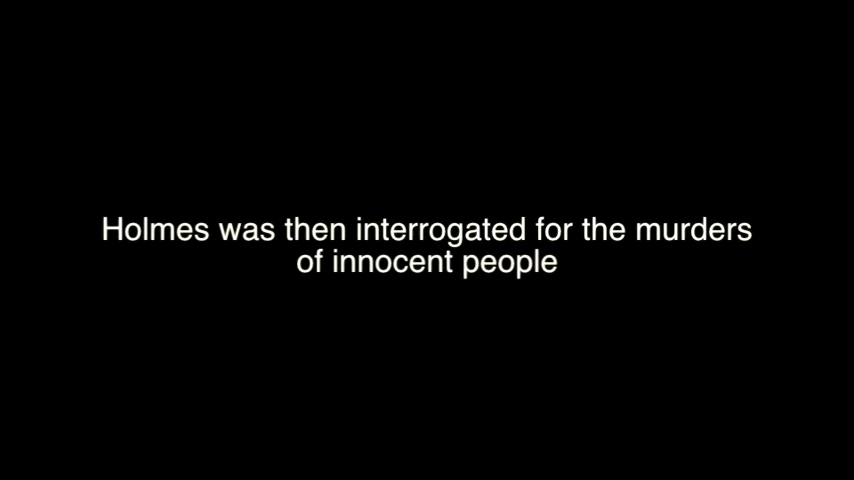 Holmes was then interrogated for the murders
of innocent people